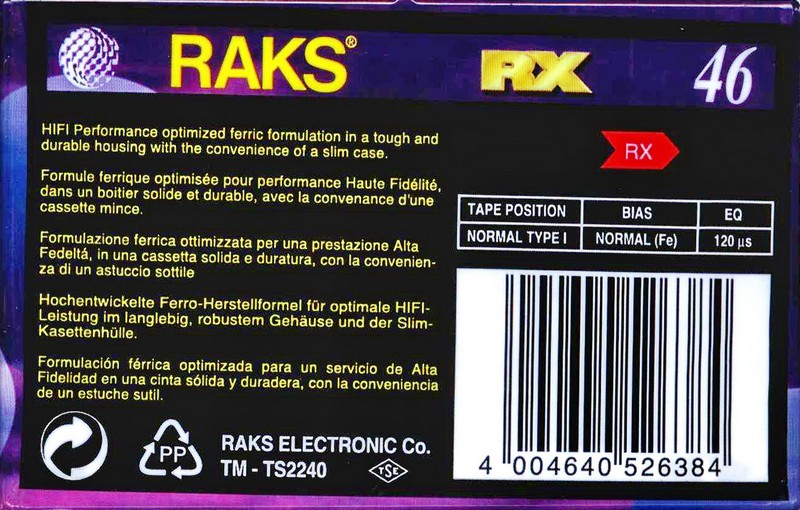 RAKS® RX 46
HIFI Performance optimized ferric formulation in a tough and
durable housing with the convenience of a slim case.
Formule ferrique optimisée pour performance Haute Fidélité,
dans un boitier solide et durable, avec la convenance d'une
cassette mince.
Formulazione ferrica ottimizzata per una prestazione Alta
Fedeltá, in una cassetta solida e duratura, con la convenien-
za di un astuccio sottile
Hochentwickelte Ferro-Herstellformel für optimale HIFI-
Leistung im langlebig, robustem Gehäuse und der Slim-
Kasettenhülle.
Formulación férrica optimizada para un servicio de Alta
Fidelidad en una cinta sólida y duradera, con la conveniencia
de un estuche sutil.
PP
RAKS ELECTRONIC Co.
TM - TS2240
TSE
RX
TAPE POSITION BIAS EQ
NORMAL TYPE I NORMAL (Fe) 120 µs
4 004640 526384